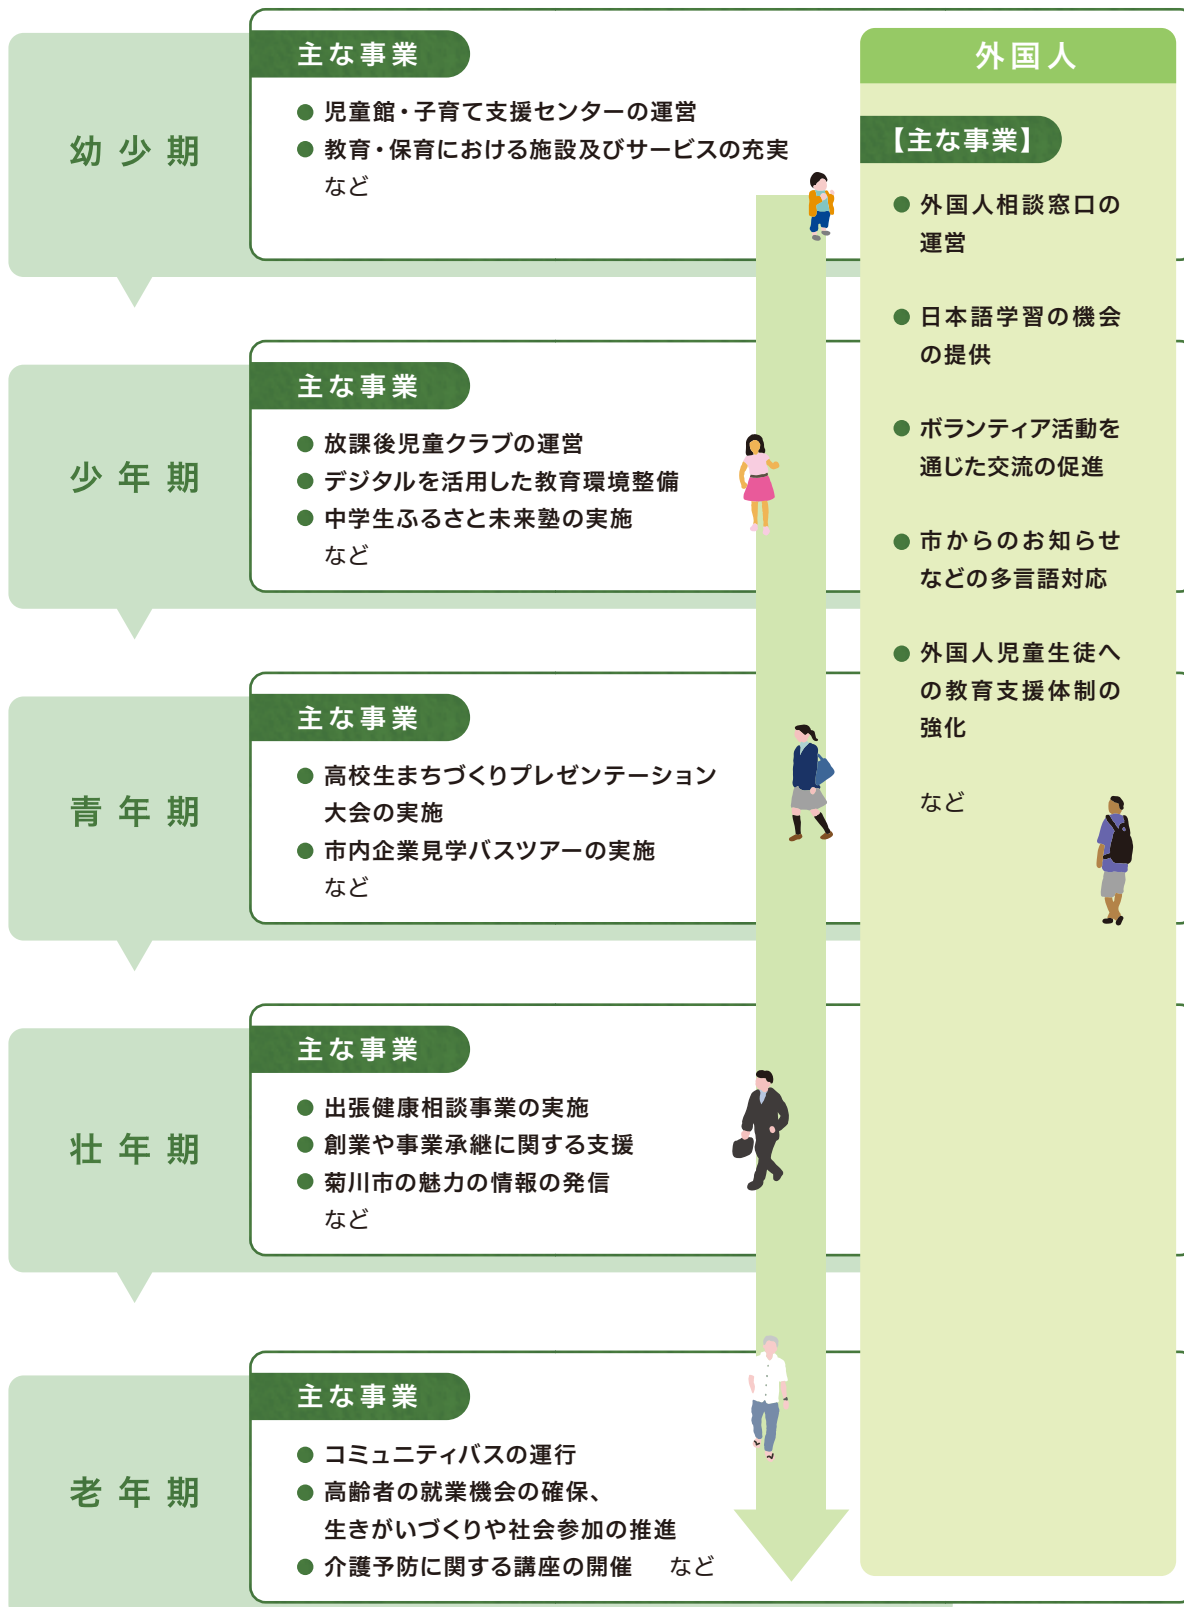 幼少期
主な事業
● 児童館・子育て支援センターの運営
● 教育・保育における施設及びサービスの充実
など
少年期
主な事業
● 放課後児童クラブの運営
● デジタルを活用した教育環境整備
● 中学生ふるさと未来塾の実施
など
青年期
主な事業
● 高校生まちづくりプレゼンテーション
大会の実施
● 市内企業見学バスツアーの実施
など
壮年期
主な事業
● 出張健康相談事業の実施
● 創業や事業承継に関する支援
● 菊川市の魅力の情報の発信
など
老年期
主な事業
● コミュニティバスの運行
● 高齢者の就業機会の確保、
生きがいづくりや社会参加の推進
● 介護予防に関する講座の開催 など
外国人
【主な事業】
● 外国人相談窓口の
運営
● 日本語学習の機会
の提供
● ボランティア活動を
通じた交流の促進
● 市からのお知らせ
などの多言語対応
● 外国人児童生徒へ
の教育支援体制の
強化
など